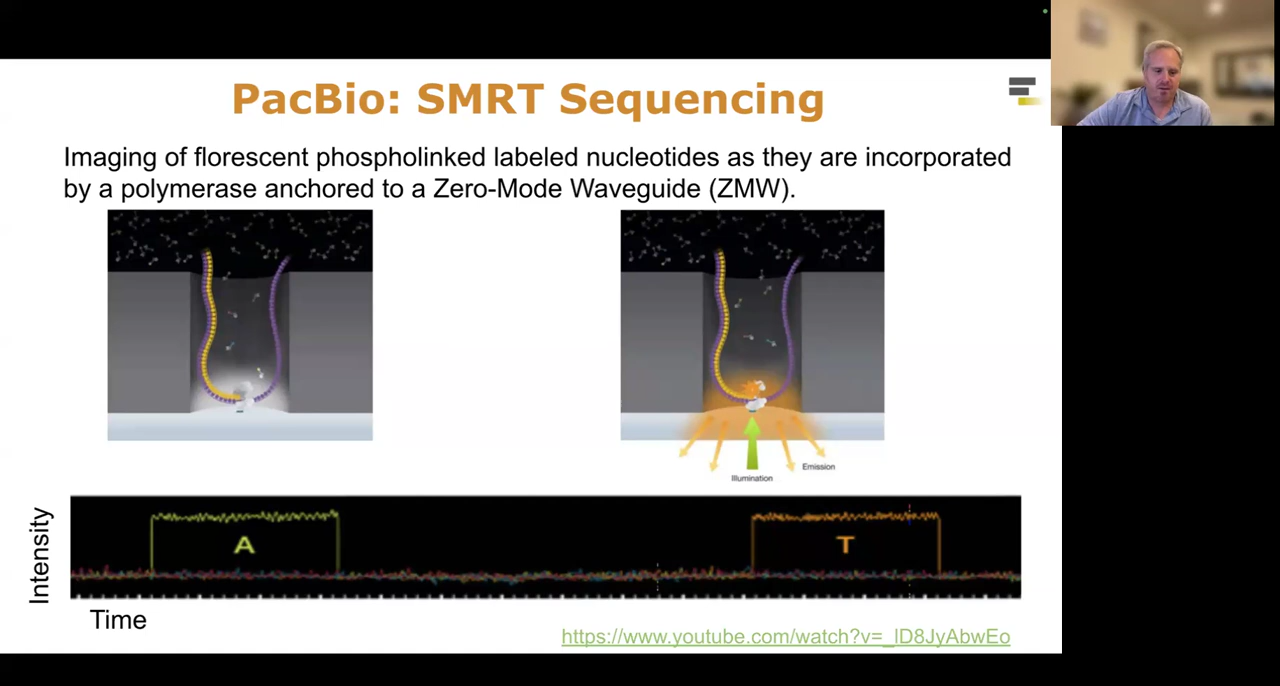 PacBio: SMRT Sequencing
Imaging of florescent phospholinked labeled nucleotides as they are incorporated
by a polymerase anchored to a Zero-Mode Waveguide (ZMW).
Emission
Illumination
Intensity
A
T
Time
https://www.youtube.com/watch?v=_lD8JyAbwEo